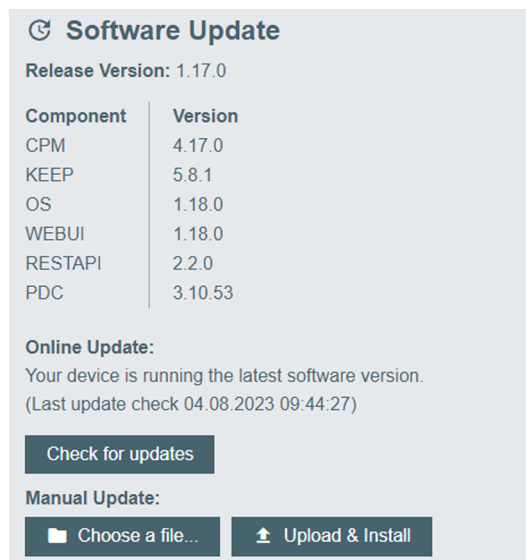 Software Update
Release Version: 1.17.0
Component Version
CPM 4.17.0
KEEP 5.8.1
OS 1.18.0
WEBUI 1.18.0
RESTAPI 2.2.0
PDC 3.10.53
Online Update:
Your device is running the latest software version.
(Last update check 04.08.2023 09:44:27)
Check for updates
Manual Update:
Choose a file... Upload & Install